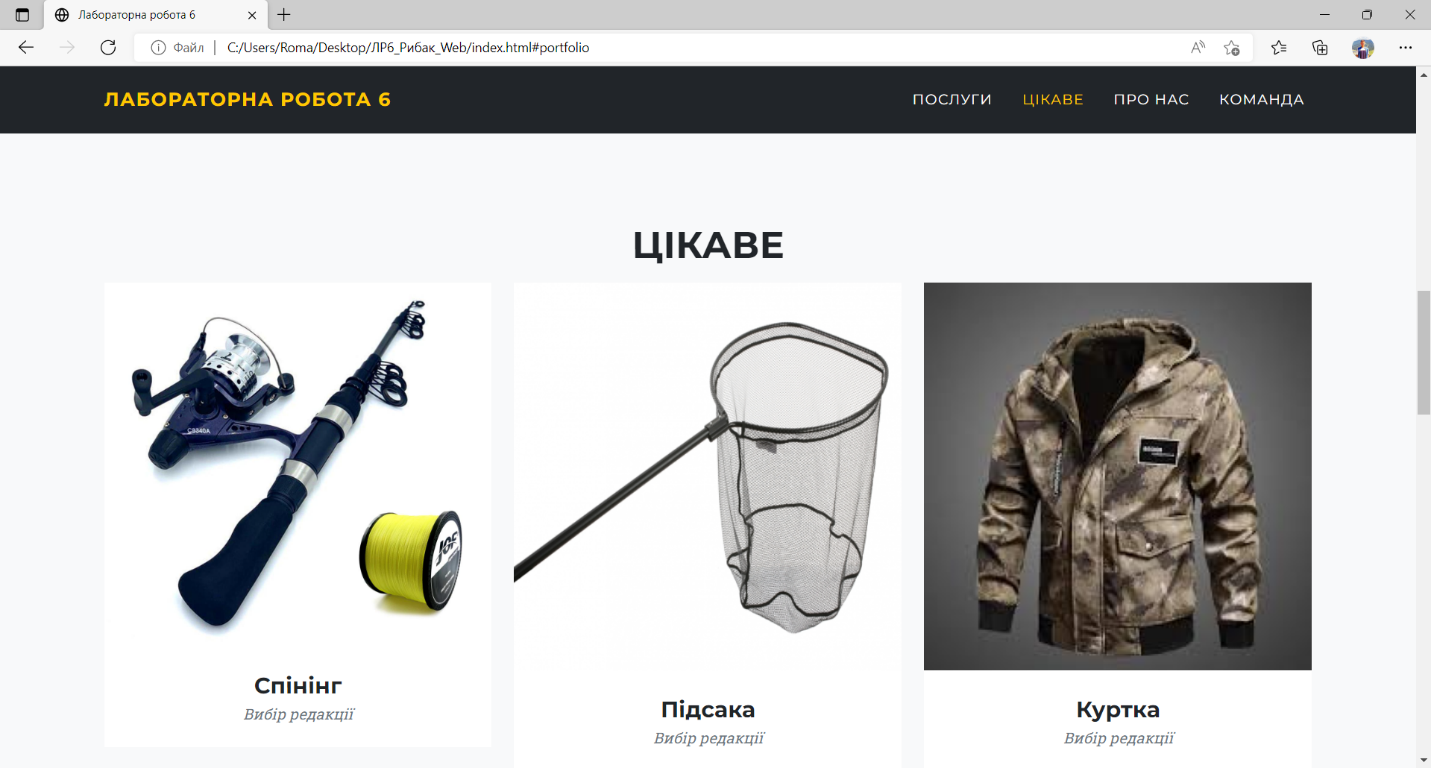 Лабораторна робота 6
Файл
C:/Users/Roma/Desktop/ЛР6_Рибак_Web/index.html#portfolio
ЛАБОРАТОРНА РОБОТА 6
ПОСЛУГИ ЦІКАВЕ ПРО НАС КОМАНДА
ЦІКАВЕ
CB340A
Спінінг
Вибір редакції
Підсака
Вибір редакції
Куртка
Вибір редакції